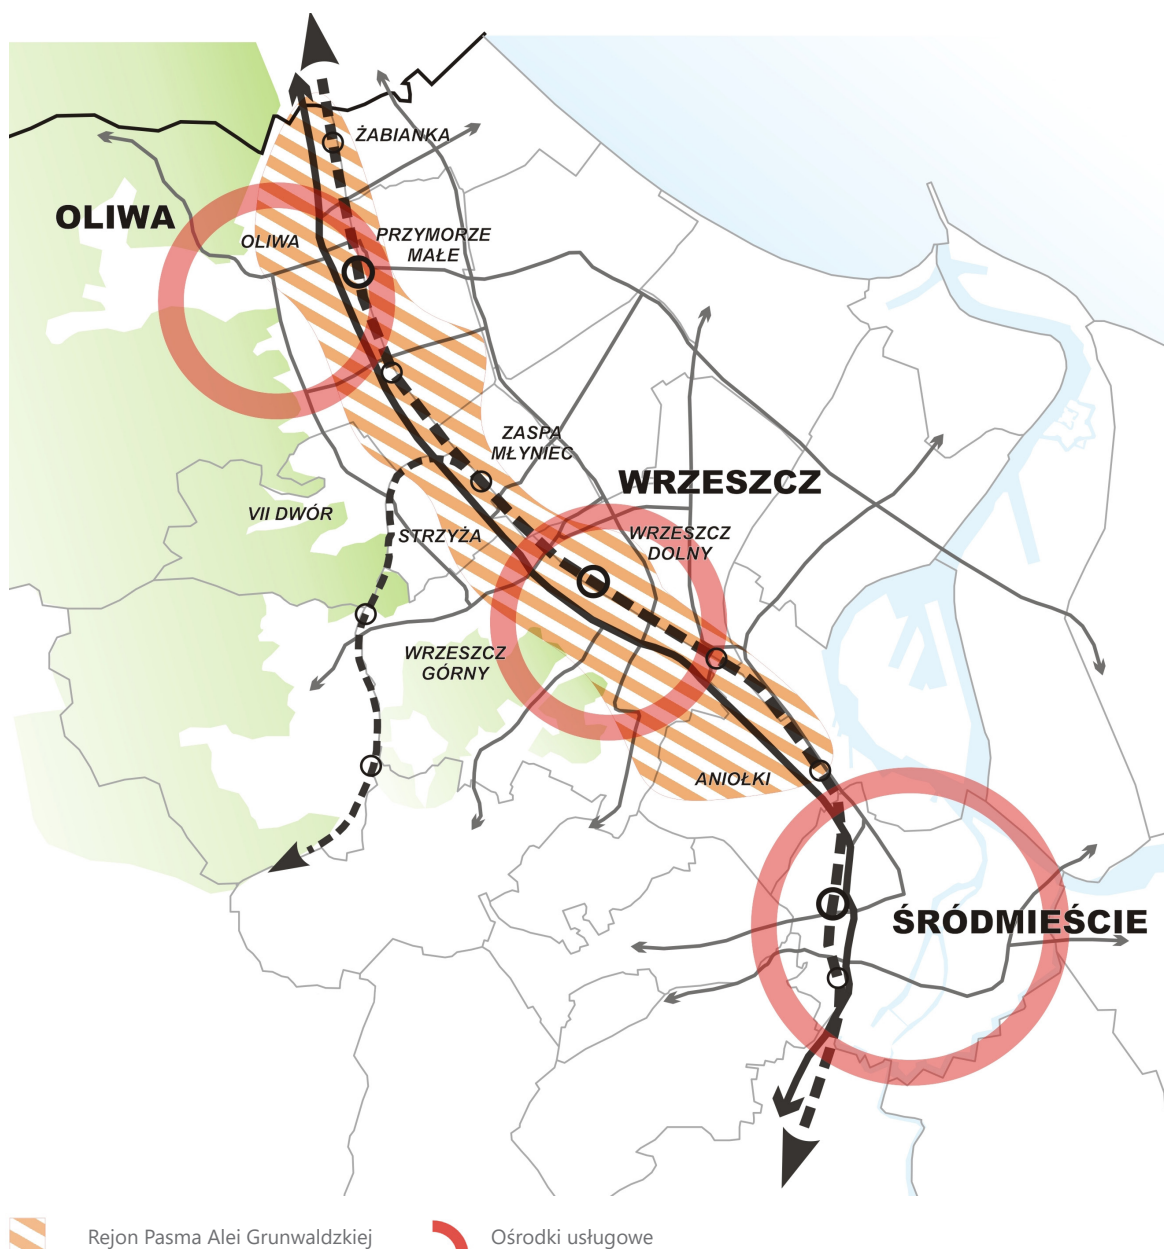 ŻABIANKA
OLIWA
OLIWA
PRZYMORZE
MAŁE
ZASPA
MŁYNIEC
WRZESZCZ
VII DWÓR
STRZYŻA
WRZESZCZ
DOLNY
WRZESZCZ
GÓRNY
ANIOŁKI
ŚRÓDMIEŚCIE
Rejon Pasma Alei Grunwaldzkiej
Ośrodki usługowe